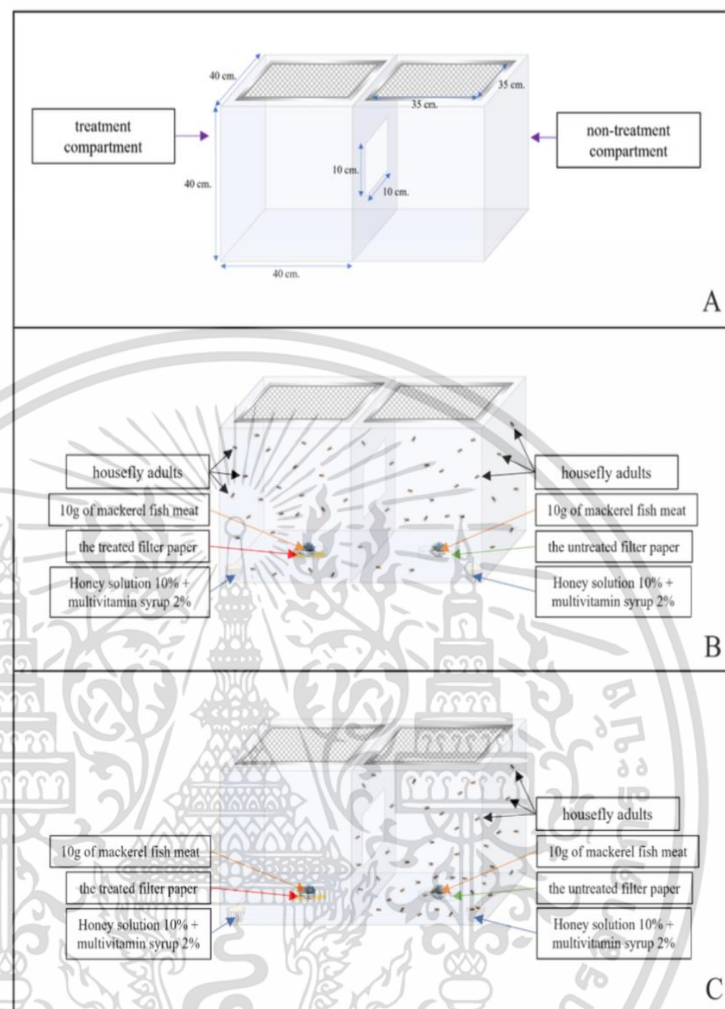 40 cm.
35 cm.
35 cm.
treatment
compartment
non-treatment
compartment
10 cm.
10 cm.
40 cm.
40 cm.
A
housefly adults
10g of mackerel fish meat
the treated filter paper
Honey solution 10% +
multivitamin syrup 2%
housefly adults
10g of mackerel fish meat
the untreated filter paper
Honey solution 10% +
multivitamin syrup 2%
B
10g of mackerel fish meat
the treated filter paper
Honey solution 10% +
multivitamin syrup 2%
housefly adults
10g of mackerel fish meat
the untreated filter paper
Honey solution 10% +
multivitamin syrup 2%
C